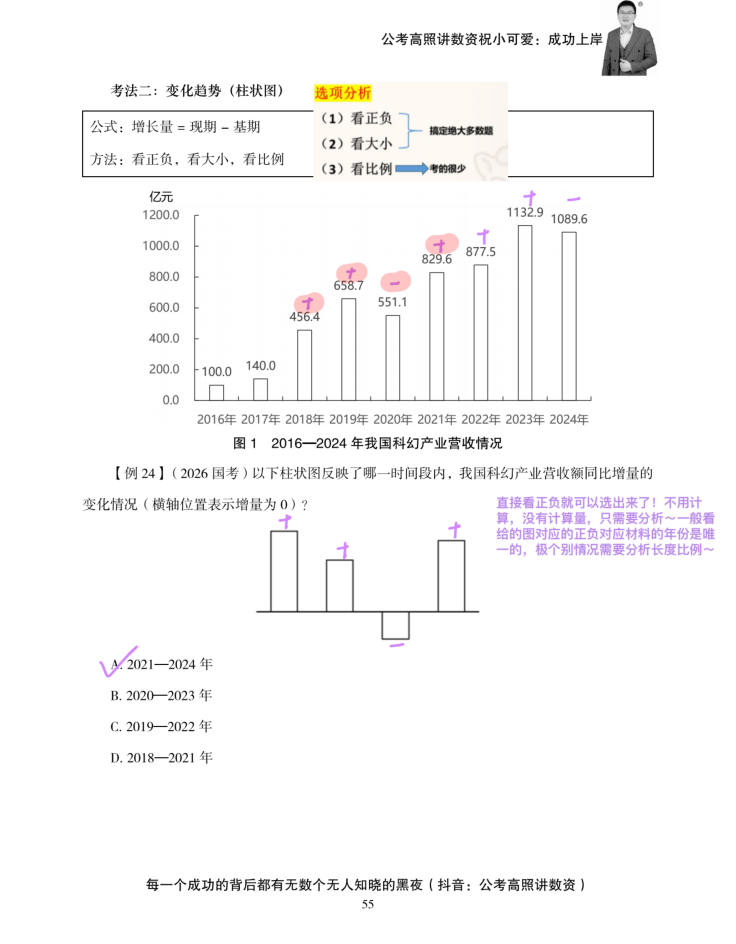 公考高照讲数资祝小可爱：成功上岸
考法二：变化趋势（柱状图）
选项分析
公式：增长量 = 现期 − 基期
方法：看正负，看大小，看比例
（1）看正负
（2）看大小
搞定绝大多数题
（3）看比例
考的很少
亿元
1200.0
1000.0
800.0
600.0
400.0
200.0
0.0
+ −
1132.9 1089.6
+ +
829.6 877.5
+ −
658.7 551.1
+
456.4
100.0 140.0
2016年 2017年 2018年 2019年 2020年 2021年 2022年 2023年 2024年
图 1 2016—2024 年我国科幻产业营收情况
【例 24】（2026 国考）以下柱状图反映了哪一时间段内，我国科幻产业营收额同比增量的
变化情况（横轴位置表示增量为 0）？
直接看正负就可以选出来了！不用计
算，没有计算量，只需要分析～一般看
给的图对应的正负对应材料的年份是唯
一的，极个别情况需要分析长度比例～
+ + − +
A. 2021—2024 年
B. 2020—2023 年
C. 2019—2022 年
D. 2018—2021 年
每一个成功的背后都有无数个无人知晓的黑夜（抖音：公考高照讲数资）
55